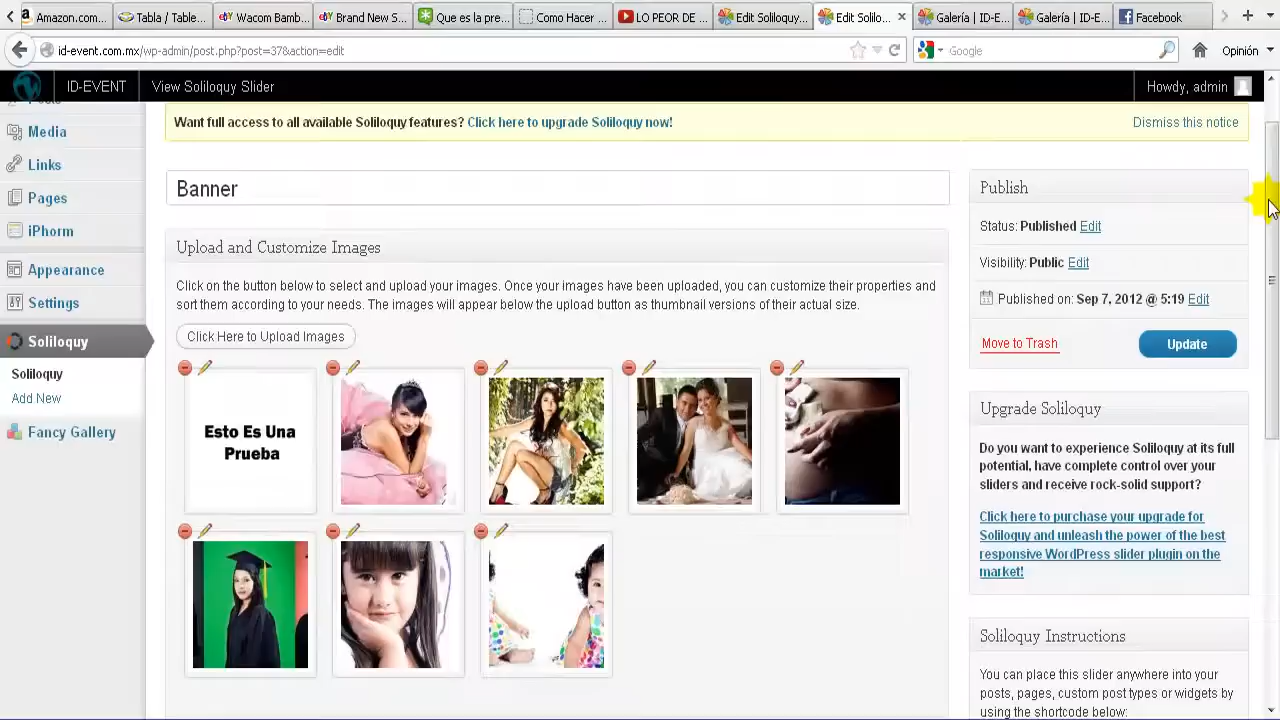 Amazon.com...
Tabla / Table...
Wacom Bamb...
Brand New S...
Que es la pre...
Como Hacer ...
LO PEOR DE ...
Edit Soliloquy...
Edit Solilo...
Galería | ID-E...
Galería | ID-E...
Facebook
id-event.com.mx/wp-admin/post.php?post=37&action=edit
Google
Opinión
ID-EVENT
View Soliloquy Slider
Howdy, admin
Posts
Media
Links
Pages
iPhorm
Appearance
Settings
Soliloquy
Soliloquy
Add New
Fancy Gallery
Want full access to all available Soliloquy features? Click here to upgrade Soliloquy now!
Dismiss this notice
Banner
Upload and Customize Images
Click on the button below to select and upload your images. Once your images have been uploaded, you can customize their properties and
sort them according to your needs. The images will appear below the upload button as thumbnail versions of their actual size.
Click Here to Upload Images
Esto Es Una
Prueba
Publish
Status: Published Edit
Visibility: Public Edit
Published on: Sep 7, 2012 @ 5:19 Edit
Move to Trash
Update
Upgrade Soliloquy
Do you want to experience Soliloquy at its full
potential, have complete control over your
sliders and receive rock-solid support?
Click here to purchase your upgrade for
Soliloquy and unleash the power of the best
responsive WordPress slider plugin on the
market!
Soliloquy Instructions
You can place this slider anywhere into your
posts, pages, custom post types or widgets by
using the shortcode below: